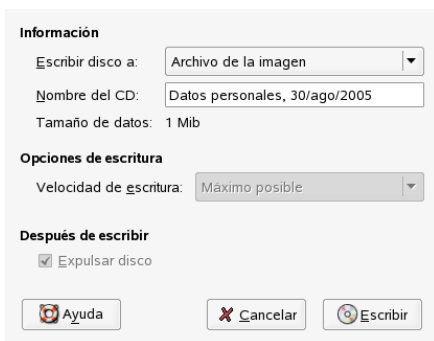 Información
Escribir disco a: Archivo de la imagen
Nombre del CD: Datos personales, 30/ago/2005
Tamaño de datos: 1 Mib
Opciones de escritura
Velocidad de escritura: Máximo posible
Después de escribir
Expulsar disco
Ayuda Cancelar Escribir